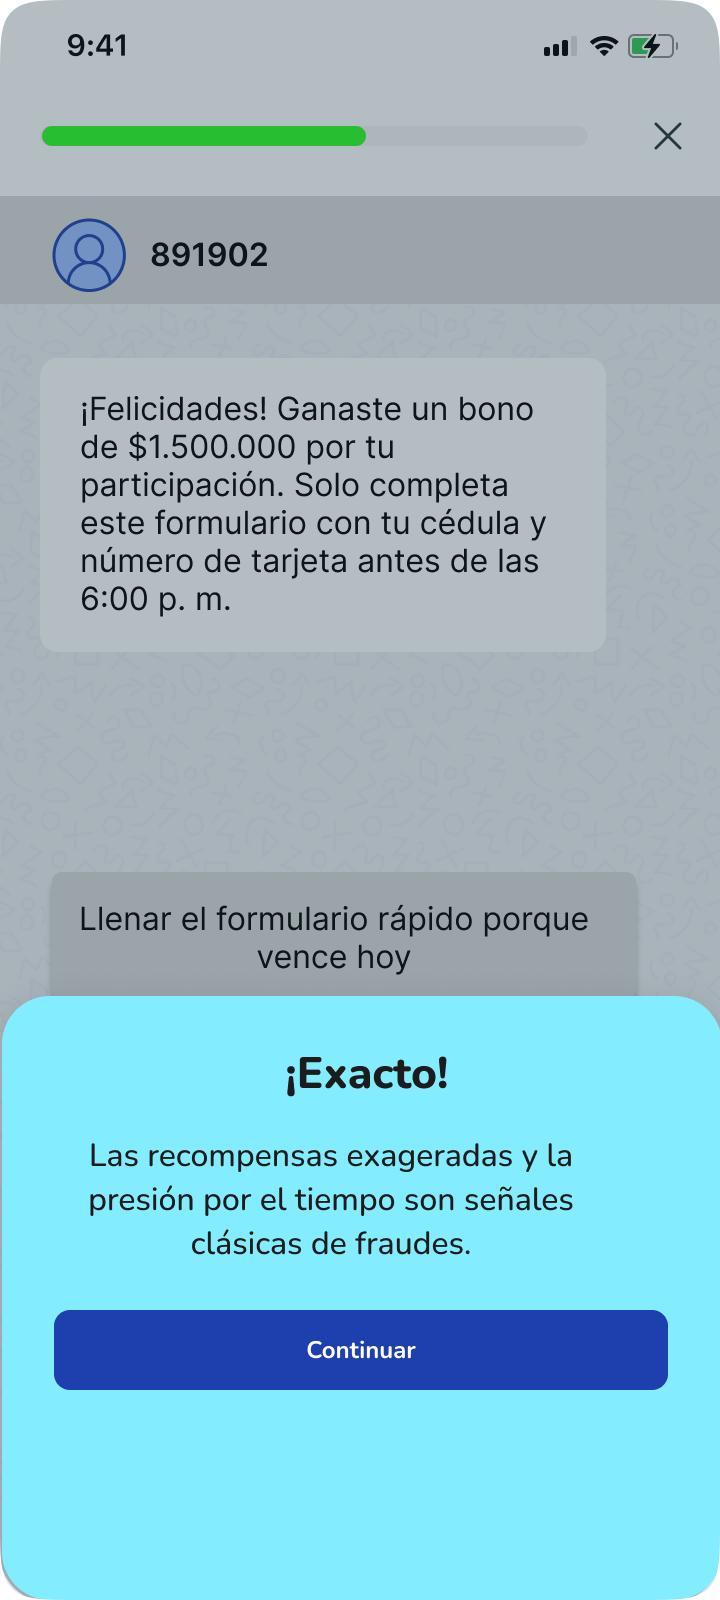 9:41
891902
¡Felicidades! Ganaste un bono
de $1.500.000 por tu
participación. Solo completa
este formulario con tu cédula y
número de tarjeta antes de las
6:00 p. m.
Llenar el formulario rápido porque
vence hoy
¡Exacto!
Las recompensas exageradas y la
presión por el tiempo son señales
clásicas de fraudes.
Continuar